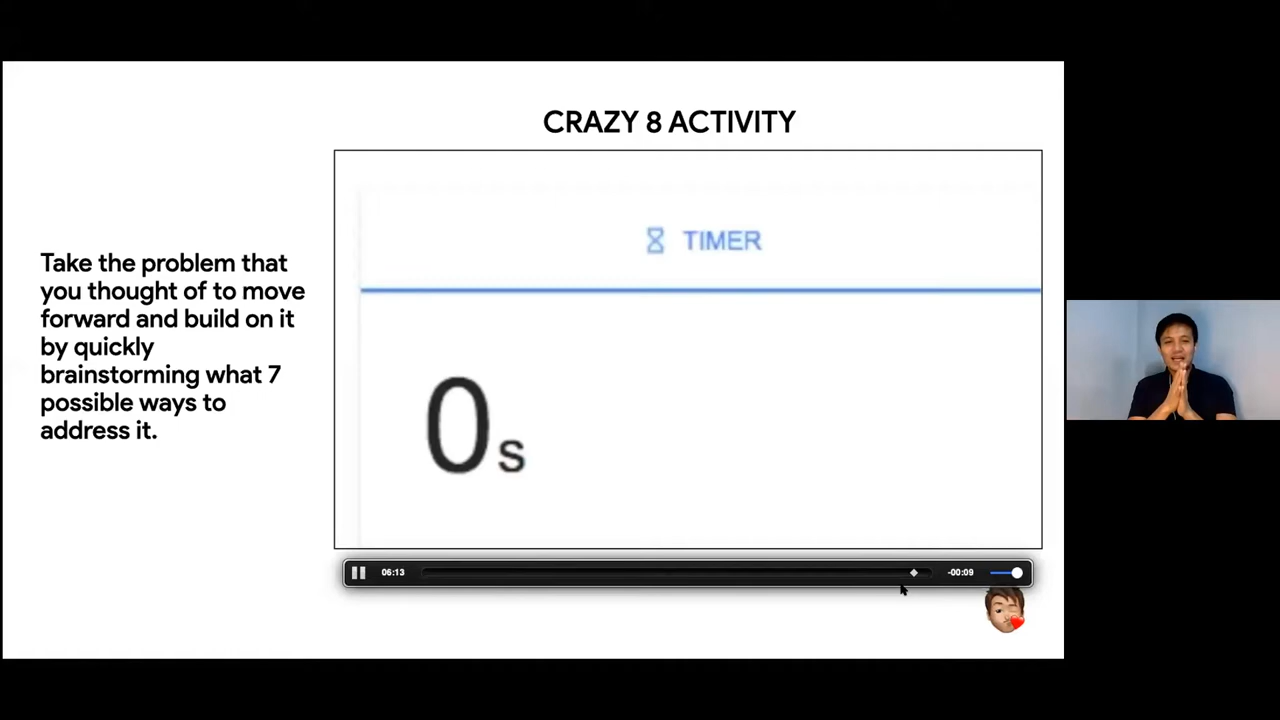 CRAZY 8 ACTIVITY
TIMER
Take the problem that
you thought of to move
forward and build on it
by quickly
brainstorming what 7
possible ways to
address it.
0s
06:13
-00:09